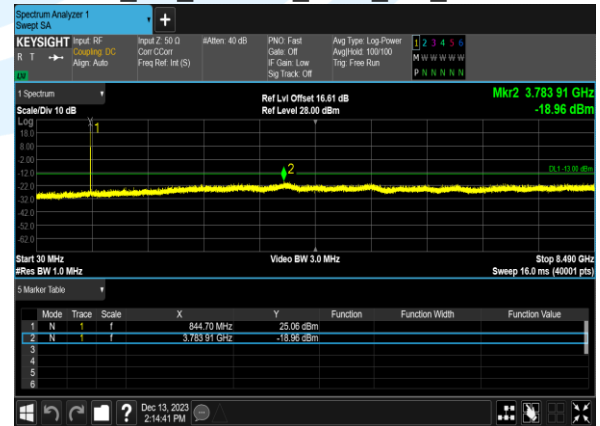 Spectrum Analyzer 1
Swept SA
KEYSIGHT
R T
LV
Input: RF
Coupling: DC
Align: Auto
Input Z: 50 Ω
Corr CCorr
Freq Ref: Int (S)
#Atten: 40 dB
PNO: Fast
Gate: Off
IF Gain: Low
Sig Track: Off
Avg Type: Log-Power
Avg|Hold: 100/100
Trig: Free Run
1 2 3 4 5 6
M W W W W W
P N N N N N
1 Spectrum
Scale/Div 10 dB
Ref Lvl Offset 16.61 dB
Ref Level 28.00 dBm
Mkr2 3.783 91 GHz
-18.96 dBm
Log
1
18.0
8.00
-2.00
-12.0
2
DL1 -13.00 dBm
-22.0
-32.0
-42.0
-52.0
-62.0
Start 30 MHz
#Res BW 1.0 MHz
Video BW 3.0 MHz
Stop 8.490 GHz
Sweep 16.0 ms (40001 pts)
5 Marker Table
Mode Trace Scale X Y Function Function Width Function Value
1 N 1 f 844.70 MHz 25.06 dBm
2 N 1 f 3.783 91 GHz -18.96 dBm
3
4
5
6
?
Dec 13, 2023
2:14:41 PM